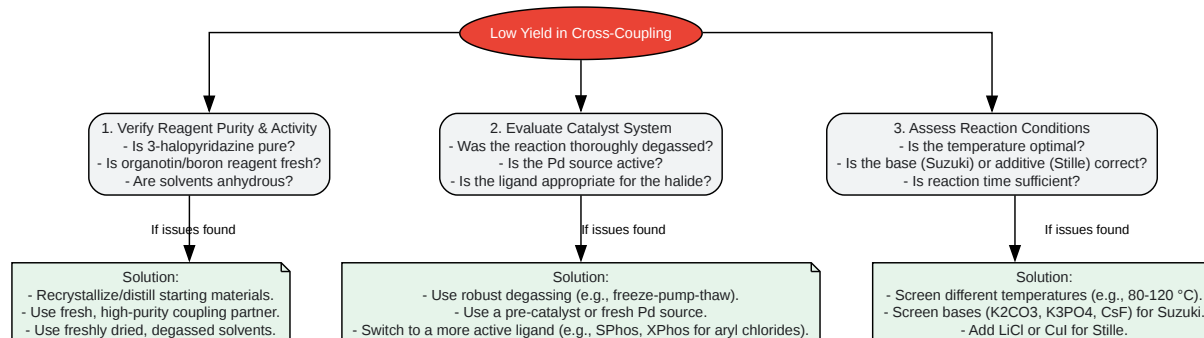 Low Yield in Cross-Coupling
1. Verify Reagent Purity & Activity
- Is 3-halopyridazine pure?
- Is organotin/boron reagent fresh?
- Are solvents anhydrous?
2. Evaluate Catalyst System
- Was the reaction thoroughly degassed?
- Is the Pd source active?
- Is the ligand appropriate for the halide?
3. Assess Reaction Conditions
- Is the temperature optimal?
- Is the base (Suzuki) or additive (Stille) correct?
- Is reaction time sufficient?
If issues found
If issues found
If issues found
Solution:
- Recrystallize/distill starting materials.
- Use fresh, high-purity coupling partner.
- Use freshly dried, degassed solvents.
Solution:
- Use robust degassing (e.g., freeze-pump-thaw).
- Use a pre-catalyst or fresh Pd source.
- Switch to a more active ligand (e.g., SPhos, XPhos for aryl chlorides).
Solution:
- Screen different temperatures (e.g., 80-120 °C).
- Screen bases (K2CO3, K3PO4, CsF) for Suzuki.
- Add LiCl or CuI for Stille.